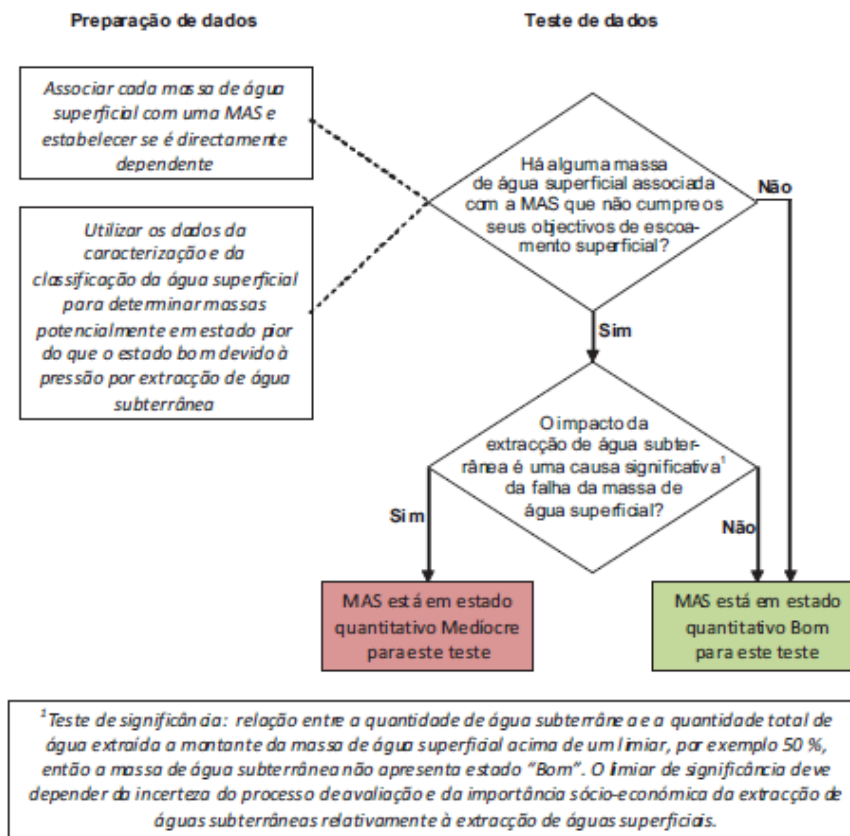 Preparação de dados
Teste de dados
Associar cada massa de água
superficial com uma MAS e
estabelecer se é directamente
dependente
Utilizar os dados da
caracterização e da
classificação da água superficial
para determinar massas
potencialmente em estado pior
do que o estado bom devido à
pressão por extracção de água
subterrânea
Há alguma massa
de água superficial associada
com a MAS que não cumpre os
seus objectivos de escoa-
mento superficial?
Não
Sim
O impacto da
extracção de água subter-
rânea é uma causa significativa¹
da falha da massa de
água superficial?
Sim
Não
MAS está em estado
quantitativo Medíocre
para este teste
MAS está em estado
quantitativo Bom
para este teste
¹Teste de significância: relação entre a quantidade de água subterrânea e a quantidade total de
água extraída a montante da massa de água superficial acima de um limiar, por exemplo 50 %,
então a massa de água subterrânea não apresenta estado "Bom". O limiar de significância deve
depender da incerteza do processo de avaliação e da importância sócio-económica da extracção de
águas subterrâneas relativamente à extracção de águas superficiais.